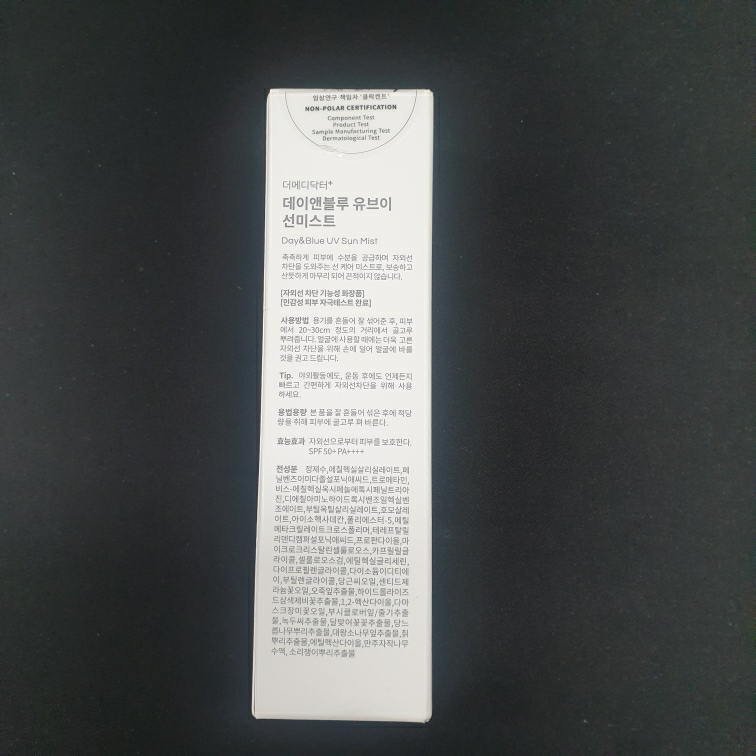 임상연구 책임자 '클락켄트'
NON-POLAR CERTIFICATION
Component Test
Product Test
Sample Manufacturing Test
Dermatological Test
더메디닥터+
데이앤블루 유브이
선미스트
Day&Blue UV Sun Mist
촉촉하게 피부에 수분을 공급하며 자외선
차단을 도와주는 선 케어 미스트로, 보송하고
산뜻하게 마무리 되어 끈적이지 않습니다.
[자외선 차단 기능성 화장품]
[민감성 피부 자극테스트 완료]
사용방법 용기를 흔들어 잘 섞어준 후, 피부
에서 20~30cm 정도의 거리에서 골고루
뿌려줍니다. 얼굴에 사용할 때에는 더욱 고른
자외선 차단을 위해 손에 덜어 얼굴에 바를
것을 권고 드립니다.
Tip. 야외활동에도, 운동 후에도 언제든지
빠르고 간편하게 자외선차단을 위해 사용
하세요.
용법용량 본 품을 잘 흔들어 섞은 후에 적당
량을 취해 피부에 골고루 펴 바른다.
효능효과 자외선으로부터 피부를 보호한다.
SPF 50+ PA++++
전성분 정제수,에칠헥실살리실레이트,페
닐벤즈이미다졸설포닉애씨드,트로메타민,
비스-에칠헥실옥시페놀메톡시페닐트리아
진,디에칠아미노하이드록시벤조일헥실벤
조에이트,부틸옥틸살리실레이트,호모살레
이트,아이소헥사데칸,폴리에스터-5,메틸
메타크릴레이트크로스폴리머,테레프탈릴
리덴디캠퍼설포닉애씨드,프로판다이올,마
이크로크리스탈린셀룰로오스,카프릴릴글
라이콜,셀룰로오스검,에틸헥실글리세린,
다이프로필렌글라이콜,다이소듐이디티에
이,부틸렌글라이콜,당근씨오일,센티드제
라늄꽃오일,오죽잎추출물,하이드롤라이즈
드삼색제비꽃추출물,1,2-헥산다이올,다마
스크장미꽃오일,부시클로버잎/줄기추출
물,녹두씨추출물,달맞이꽃꽃추출물,당느
릅나무뿌리추출물,대왕소나무잎추출물,칡
뿌리추출물,에틸헥산다이올,만주자작나무
수액, 소리쟁이뿌리추출물